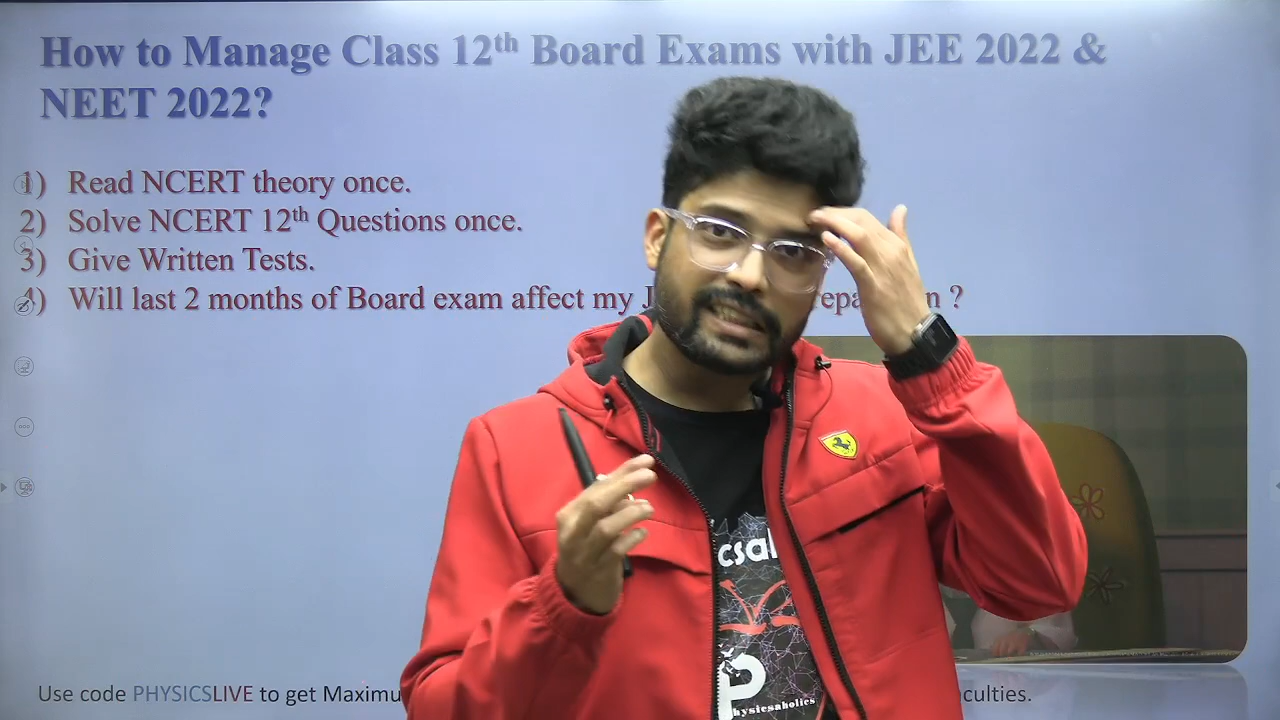 How to Manage Class 12th Board Exams with JEE 2022 &
NEET 2022?
1) Read NCERT theory once.
2) Solve NCERT 12th Questions once.
3) Give Written Tests.
4) Will last 2 months of Board exam affect my ?
csal
P
hysicsaholics
Use code PHYSICSLIVE to get